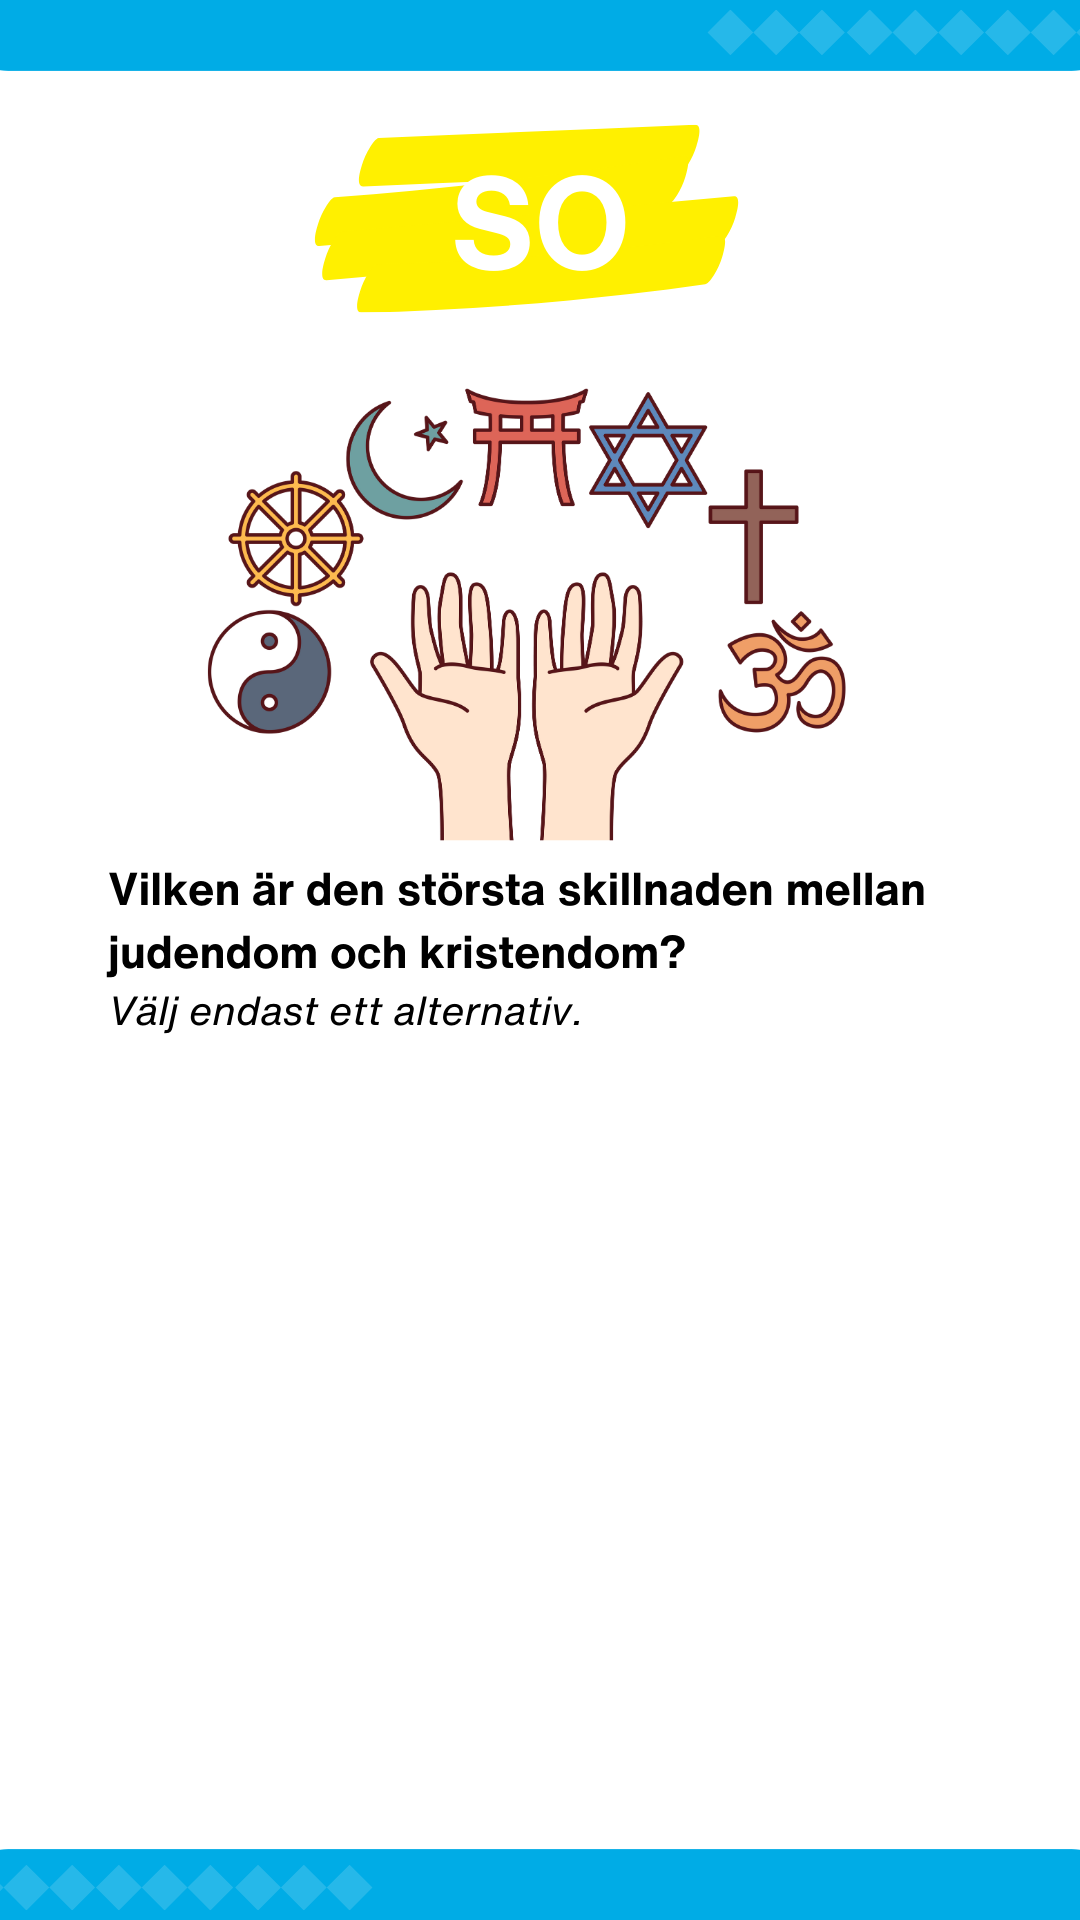 SO
Vilken är den största skillnaden mellan
judendom och kristendom?
Välj endast ett alternativ.